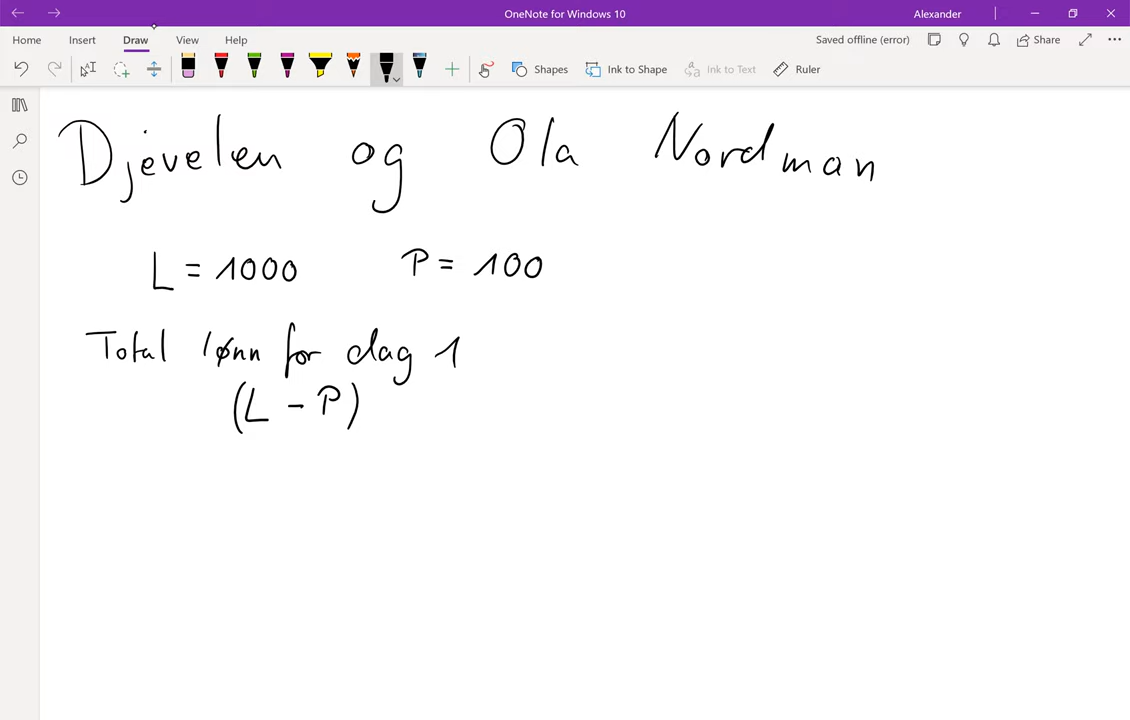 OneNote for Windows 10
Alexander
Home Insert Draw View Help
Saved offline (error)
Share
Shapes
Ink to Shape
Ink to Text
Ruler
Djevelen og Ola Nordman
L = 1000 P = 100
Total lønn for dag 1
(L - P)